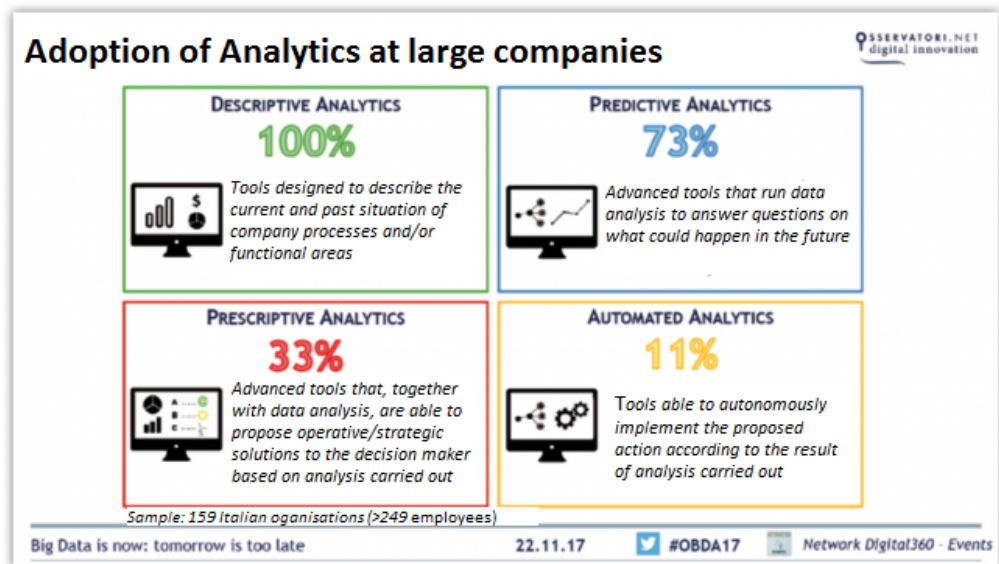 Adoption of Analytics at large companies
OSSERVATORI.NET
digital innovation
DESCRIPTIVE ANALYTICS
100%
Tools designed to describe the
current and past situation of
company processes and/or
functional areas
$
PREDICTIVE ANALYTICS
73%
Advanced tools that run data
analysis to answer questions on
what could happen in the future
PRESCRIPTIVE ANALYTICS
33%
Advanced tools that, together
with data analysis, are able to
propose operative/strategic
solutions to the decision maker
based on analysis carried out
A
B
C
AUTOMATED ANALYTICS
11%
Tools able to autonomously
implement the proposed
action according to the result
of analysis carried out
Sample: 159 Italian oganisations (>249 employees)
Big Data is now: tomorrow is too late
22.11.17
#OBDA17
Network Digital360 - Events